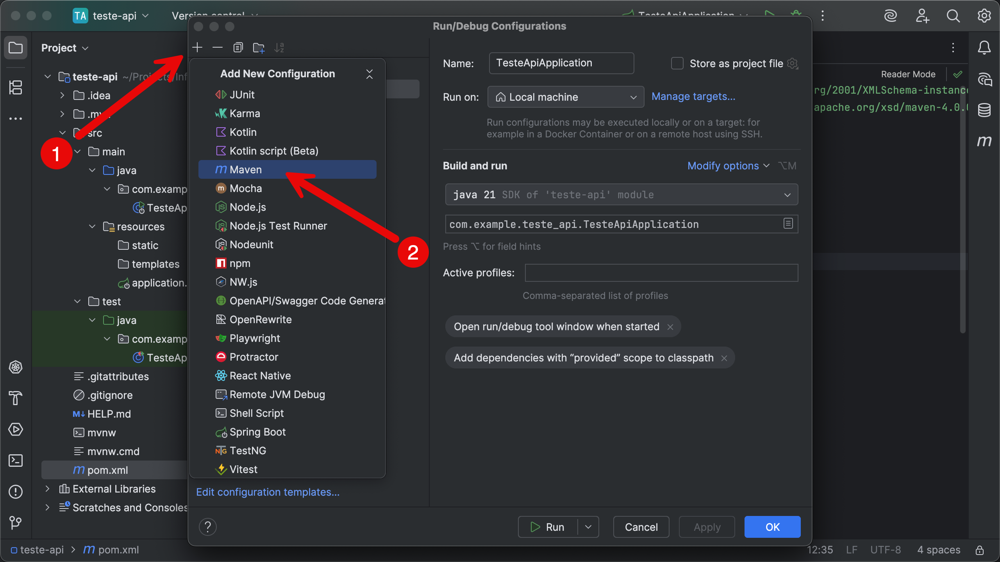 TA teste-api
Version control
TesteApiApplication
Run/Debug Configurations
Project
teste-api ~/Projects/Inf
.idea
.mvn
src
main
java
com.examp
TesteAp
resources
static
templates
application.
test
java
com.examp
TesteAp
.gitattributes
.gitignore
M↓ HELP.md
mvnw
mvnw.cmd
m pom.xml
External Libraries
Scratches and Consoles
1
2
Add New Configuration
JUnit
Karma
Kotlin
Kotlin script (Beta)
m Maven
m Mocha
Node.js
Node.js Test Runner
Nodeunit
npm
NW.js
OpenAPI/Swagger Code Generat
OpenRewrite
Playwright
Protractor
React Native
Remote JVM Debug
Shell Script
Spring Boot
TestNG
Vitest
Edit configuration templates...
Name: TesteApiApplication
Store as project file
Run on: Local machine
Manage targets...
Run configurations may be executed locally or on a target: for
example in a Docker Container or on a remote host using SSH.
Build and run
Modify options ⌥M
java 21 SDK of 'teste-api' module
com.example.teste_api.TesteApiApplication
Press ⌥ for field hints
Active profiles:
Comma-separated list of profiles
Open run/debug tool window when started ×
Add dependencies with “provided” scope to classpath ×
?
Run
Cancel
Apply
OK
Reader Mode
rg/2001/XMLSchema-instanc
apache.org/xsd/maven-4.0.
m
teste-api > m pom.xml
12:35
LF
UTF-8
4 spaces